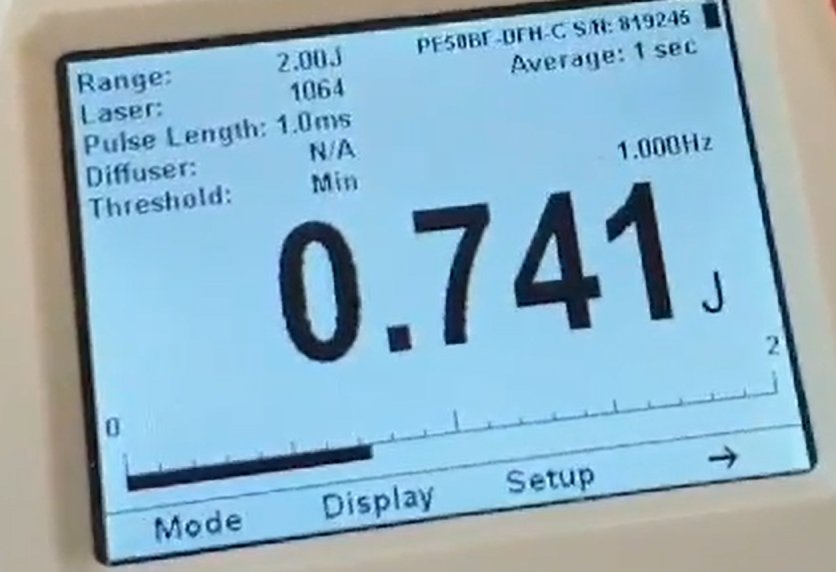 Range: 2.00J
PE50BF-DFH-C S/N: 819245
Laser: 1064
Average: 1 sec
Pulse Length: 1.0ms
Diffuser: N/A
1.000Hz
Threshold: Min
0.741 J
0 2
Mode Display Setup →